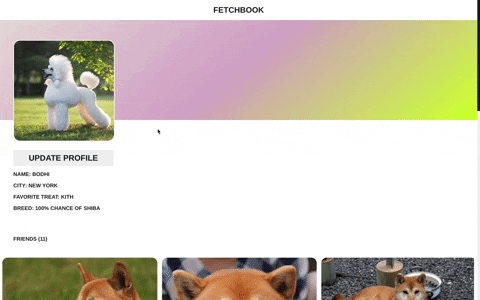 FETCHBOOK
UPDATE PROFILE
NAME: BODHI
CITY: NEW YORK
FAVORITE TREAT: KITH
BREED: 100% CHANCE OF SHIBA
FRIENDS (11)